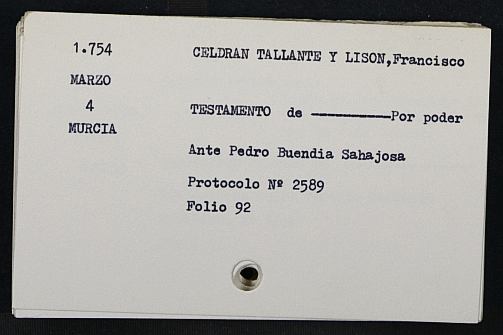 1.754
MARZO
4
MURCIA
CELDRAN TALLANTE Y LISON,Francisco
TESTAMENTO de ----------Por poder
Ante Pedro Buendia Sahajosa
Protocolo Nº 2589
Folio 92